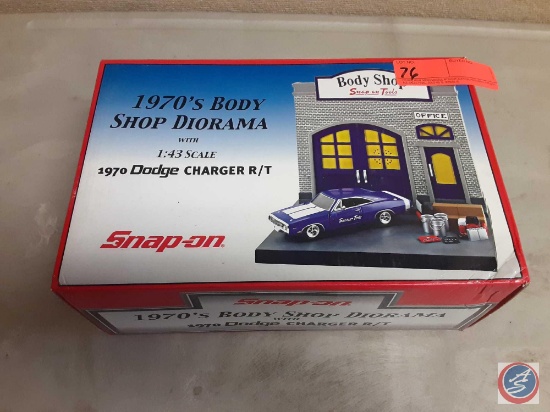 76
Body Shop
Snap-on Tools
OFFICE
1970's Body
Shop Diorama
with
1:43 Scale
1970 Dodge CHARGER R/T
Snap-on®
Snap-on
1970's Body Shop Diorama
with
1970 Dodge CHARGER R/T